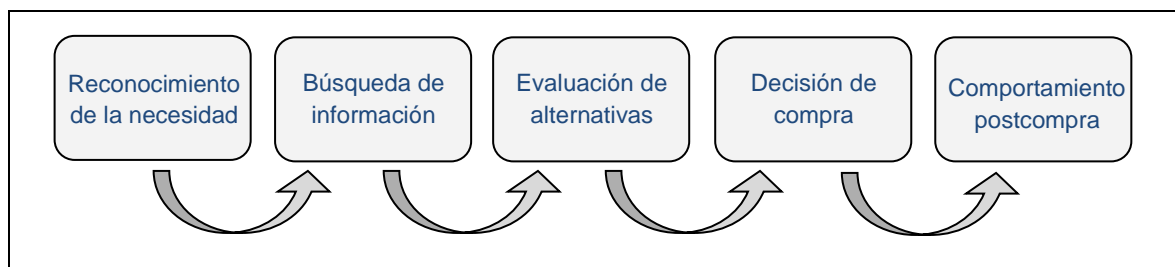 Reconocimiento
de la necesidad
Búsqueda de
información
Evaluación de
alternativas
Decisión de
compra
Comportamiento
postcompra